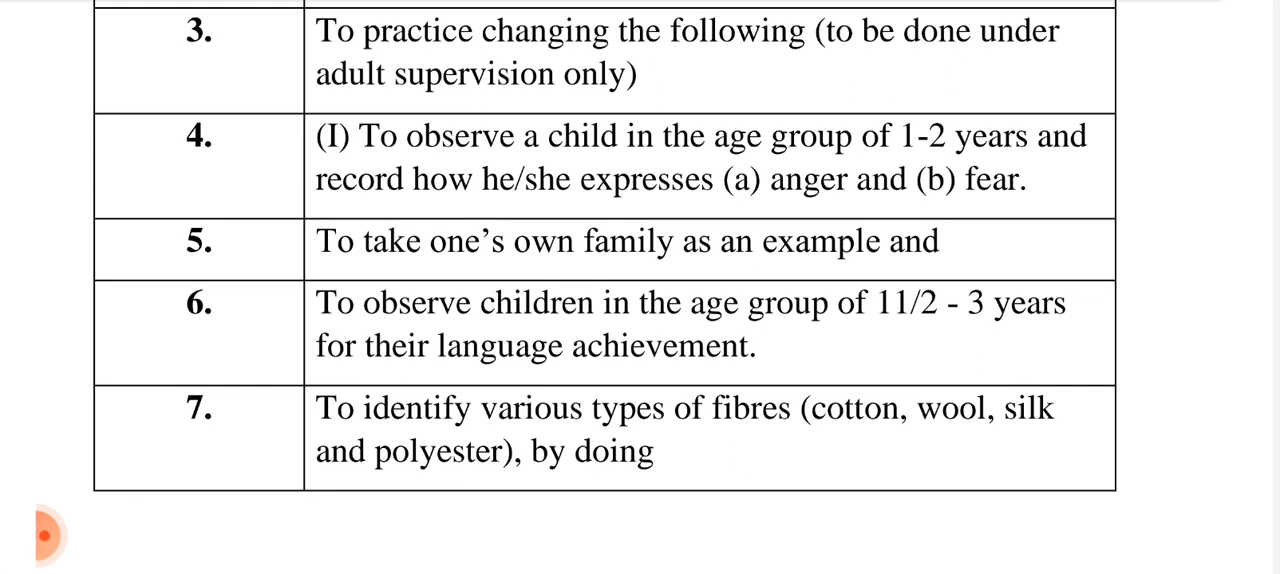 3.
To practice changing the following (to be done under
adult supervision only)
4.
(I) To observe a child in the age group of 1-2 years and
record how he/she expresses (a) anger and (b) fear.
5.
To take one’s own family as an example and
6.
To observe children in the age group of 11/2 - 3 years
for their language achievement.
7.
To identify various types of fibres (cotton, wool, silk
and polyester), by doing